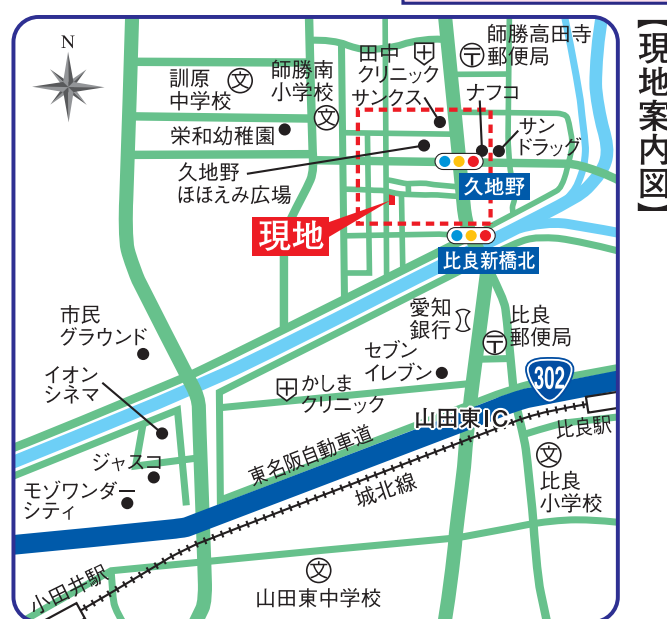 【現地案内図】
N
師勝高田寺
郵便局
田中
クリニック
師勝南
小学校
訓原
中学校
サンクス
ナフコ
栄和幼稚園
サン
ドラッグ
久地野
ほほえみ広場
久地野
現地
比良新橋北
市民
グラウンド
愛知
銀行
比良
郵便局
セブン
イレブン
イオン
シネマ
かしま
クリニック
302
山田東IC
比良駅
東名阪自動車道
ジャスコ
城北線
比良
小学校
モゾワンダー
シティ
小田井駅
山田東中学校
文
文
文
文